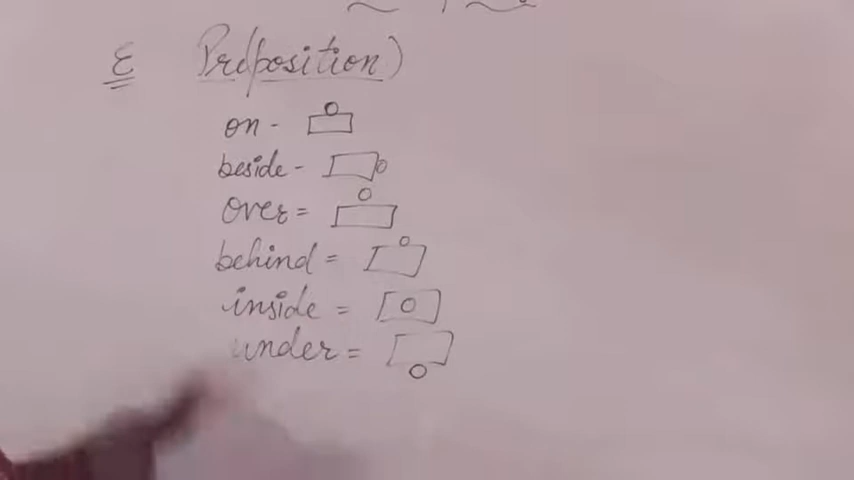 E Preposition)
on -
beside -
over =
behind =
inside =
under =